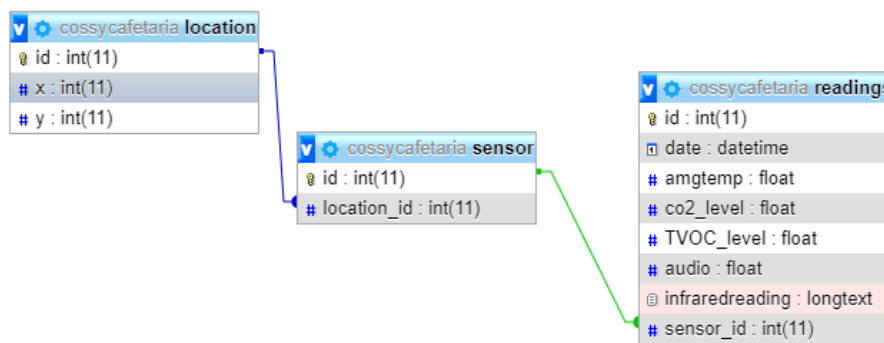 v cossycafetaria location
id : int(11)
# x : int(11)
# y : int(11)
v cossycafetaria sensor
id : int(11)
# location_id : int(11)
v cossycafetaria readings
id : int(11)
date : datetime
# amgtemp : float
# co2_level : float
# TVOC_level : float
# audio : float
infraredreading : longtext
# sensor_id : int(11)